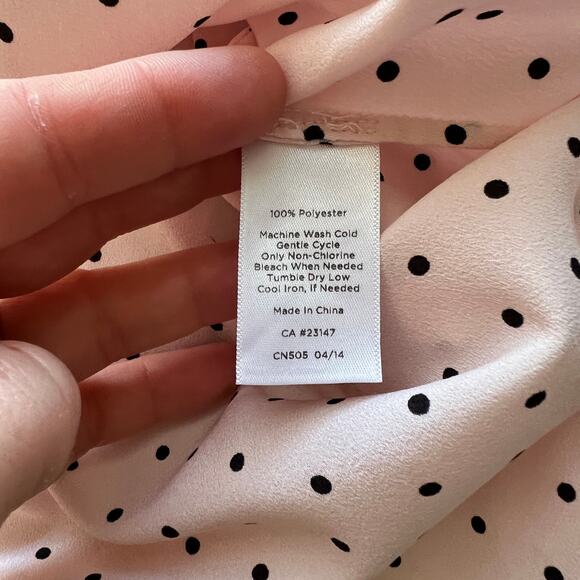 100% Polyester
Machine Wash Cold
Gentle Cycle
Only Non-Chlorine
Bleach When Needed
Tumble Dry Low
Cool Iron, If Needed
Made In China
CA #23147
CN505 04/14